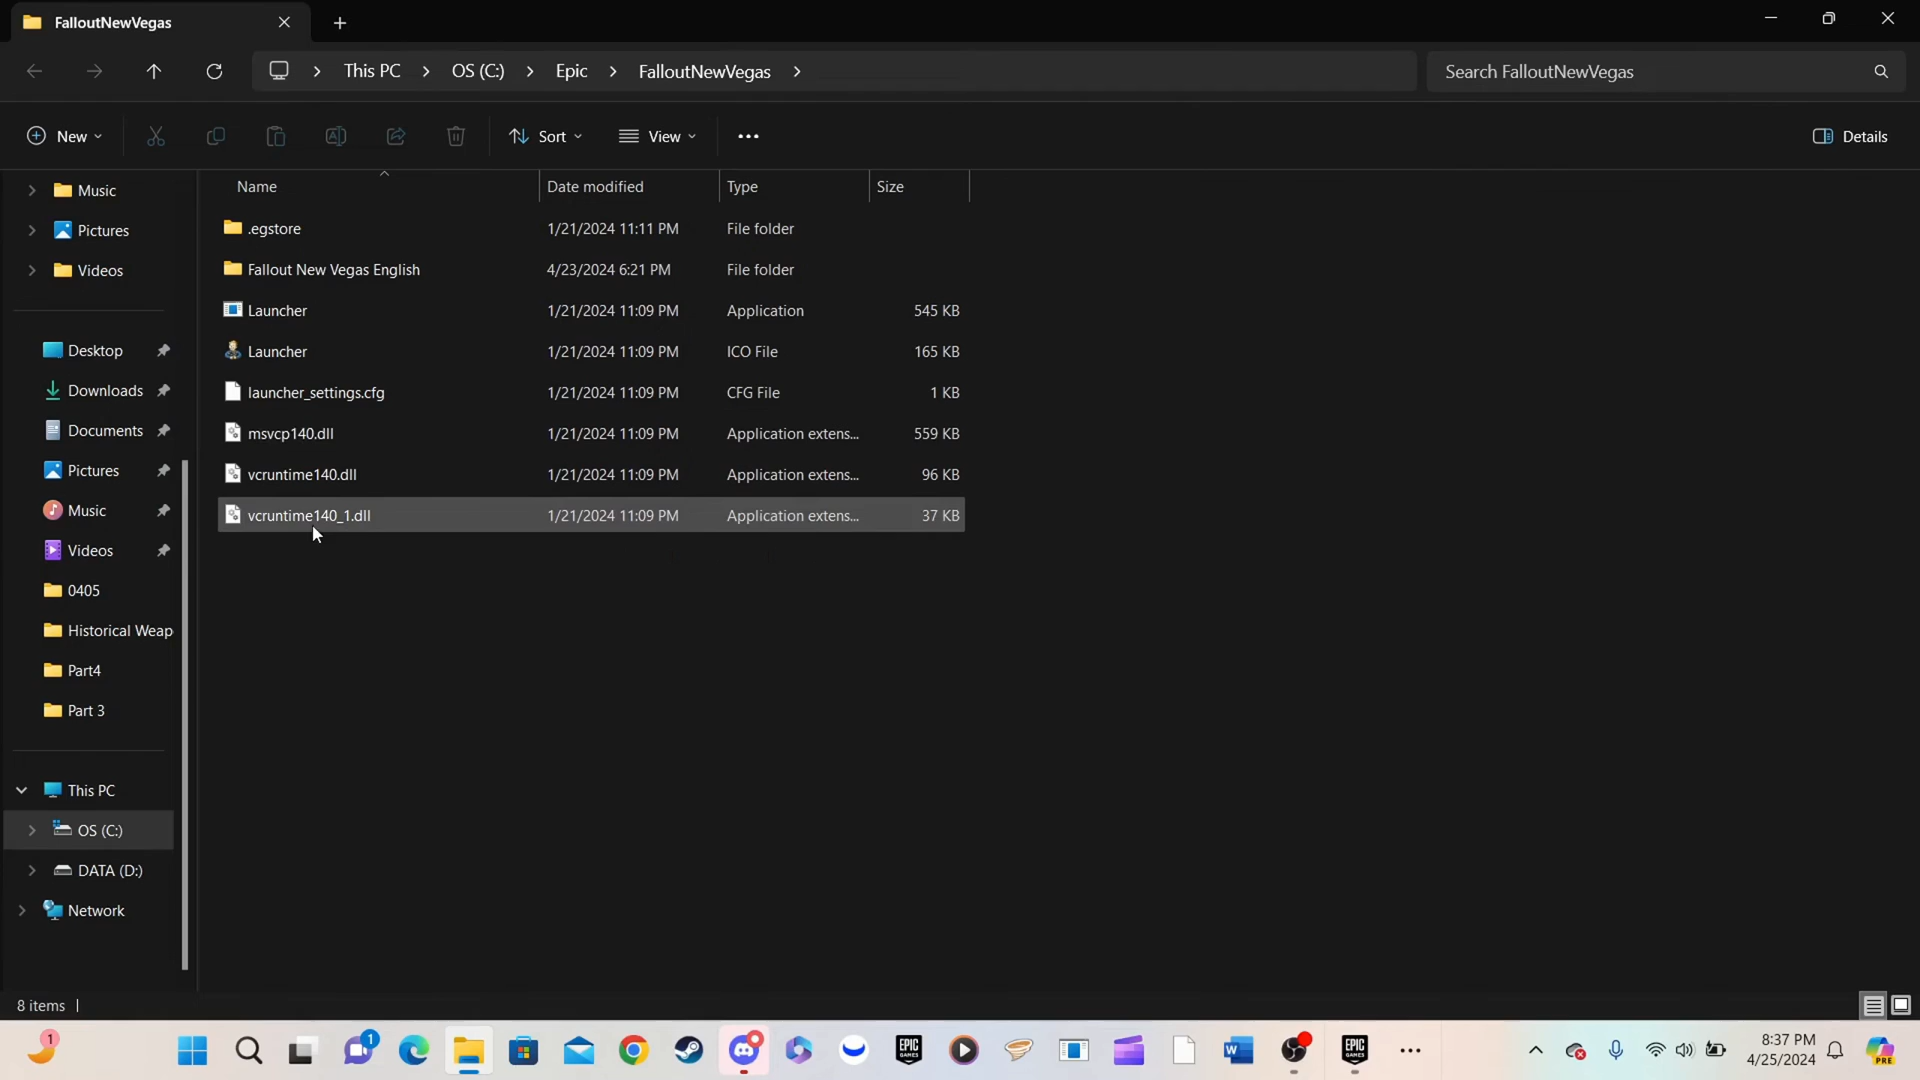 FalloutNewVegas
This PC > OS (C:) > Epic > FalloutNewVegas >
Search FalloutNewVegas
New
Sort
View
Details
Name Date modified Type Size
.egstore 1/21/2024 11:11 PM File folder
Fallout New Vegas English 4/23/2024 6:21 PM File folder
Launcher 1/21/2024 11:09 PM Application 545 KB
Launcher 1/21/2024 11:09 PM ICO File 165 KB
launcher_settings.cfg 1/21/2024 11:09 PM CFG File 1 KB
msvcp140.dll 1/21/2024 11:09 PM Application extens... 559 KB
vcruntime140.dll 1/21/2024 11:09 PM Application extens... 96 KB
vcruntime140_1.dll 1/21/2024 11:09 PM Application extens... 37 KB
Music
Pictures
Videos
Desktop
Downloads
Documents
Pictures
Music
Videos
0405
Historical Weap
Part4
Part 3
This PC
OS (C:)
DATA (D:)
Network
8 items
1
1
EPIC GAMES
EPIC GAMES
8:37 PM
4/25/2024
PRE